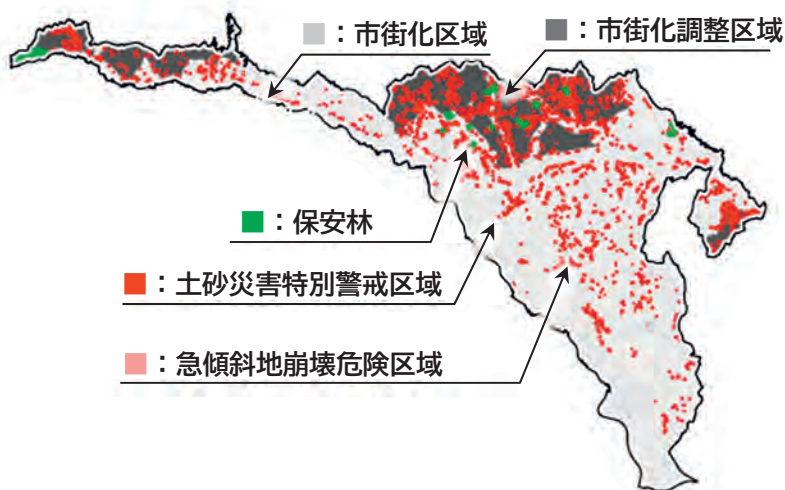 ：市街化区域
：市街化調整区域
：保安林
：土砂災害特別警戒区域
：急傾斜地崩壊危険区域